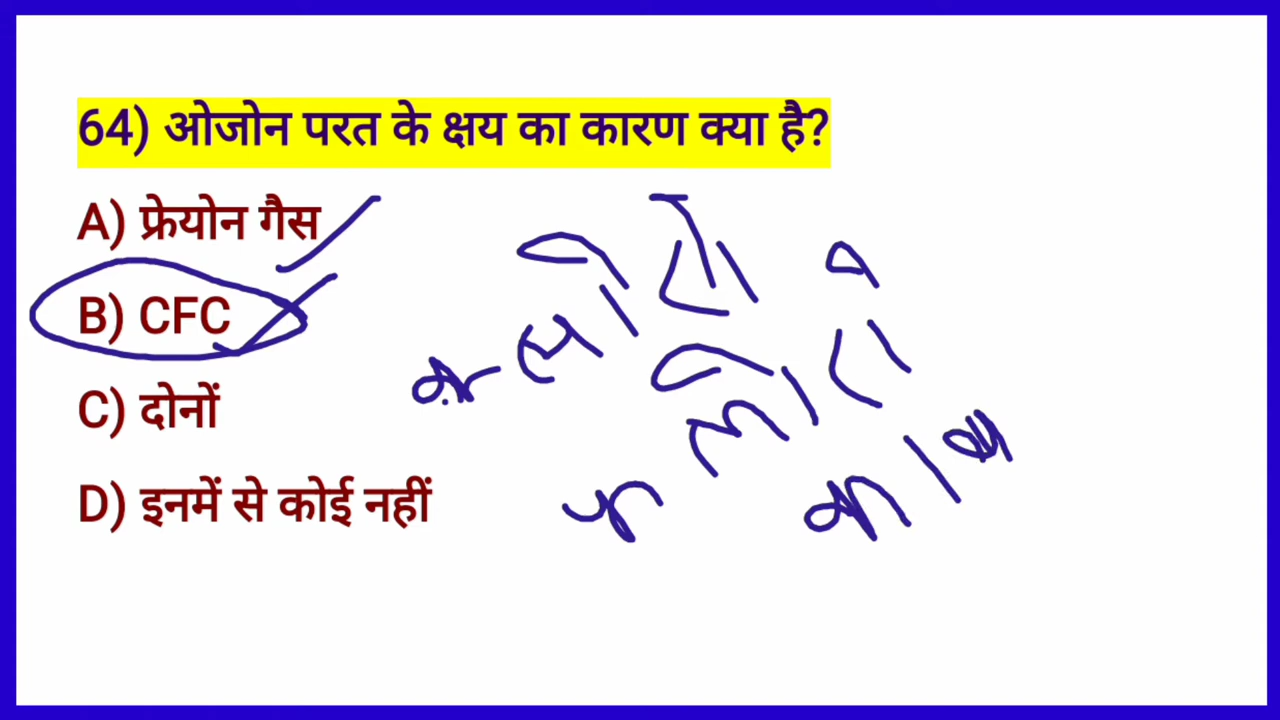 64) ओजोन परत के क्षय का कारण क्या है?
A) फ्रेयोन गैस
B) CFC
C) दोनों
D) इनमें से कोई नहीं